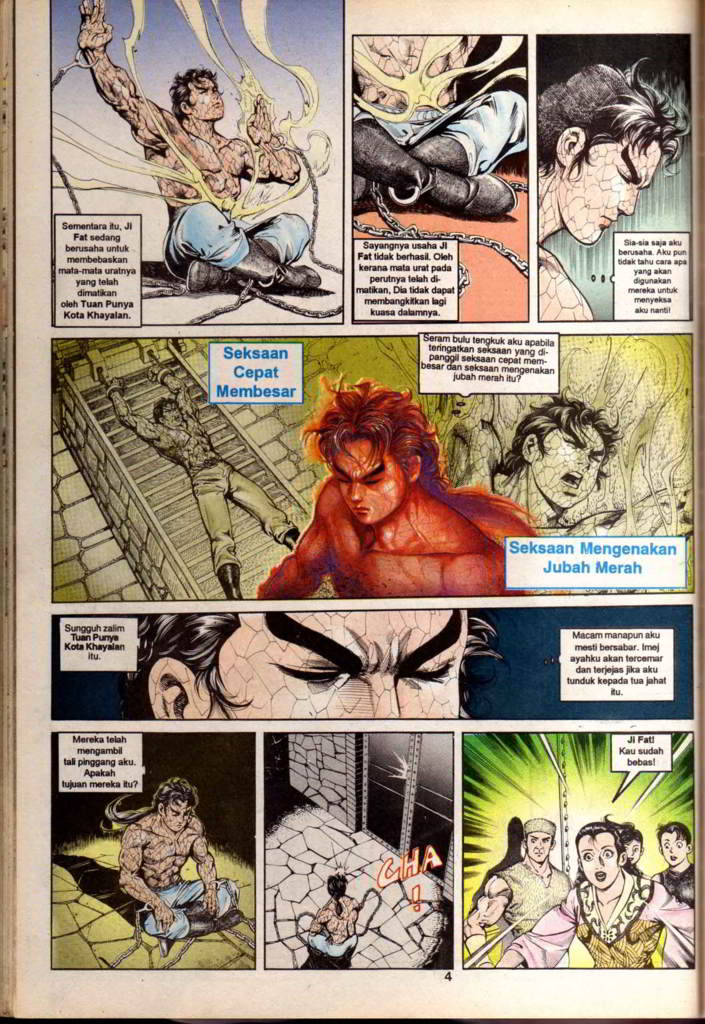 Sementara itu, Ji
Fat sedang
berusaha untuk
membebaskan
mata-mata uratnya
yang telah
dimatikan
oleh Tuan Punya
Kota Khayalan.
Sayangnya usaha Ji
Fat tidak berhasil. Oleh
kerana mata urat pada
perutnya telah di-
matikan, Dia tidak dapat
membangkitkan lagi
kuasa dalamnya.
Sia-sia saja aku
berusaha. Aku pun
tidak tahu cara apa
yang akan
digunakan
mereka untuk
menyeksa
aku nanti!
Seksaan
Cepat
Membesar
Seram bulu tengkuk aku apabila
teringatkan seksaan yang di-
panggil seksaan cepat mem-
besar dan seksaan mengenakan
jubah merah itu?
Seksaan Mengenakan
Jubah Merah
Sungguh zalim
Tuan Punya
Kota Khayalan
itu.
Macam manapun aku
mesti bersabar. Imej
ayahku akan tercemar
dan terjejas jika aku
tunduk kepada tua jahat
itu.
Mereka telah
mengambil
tali pinggang aku.
Apakah
tujuan mereka itu?
GHA
!
Ji Fat!
Kau sudah
bebas!
4